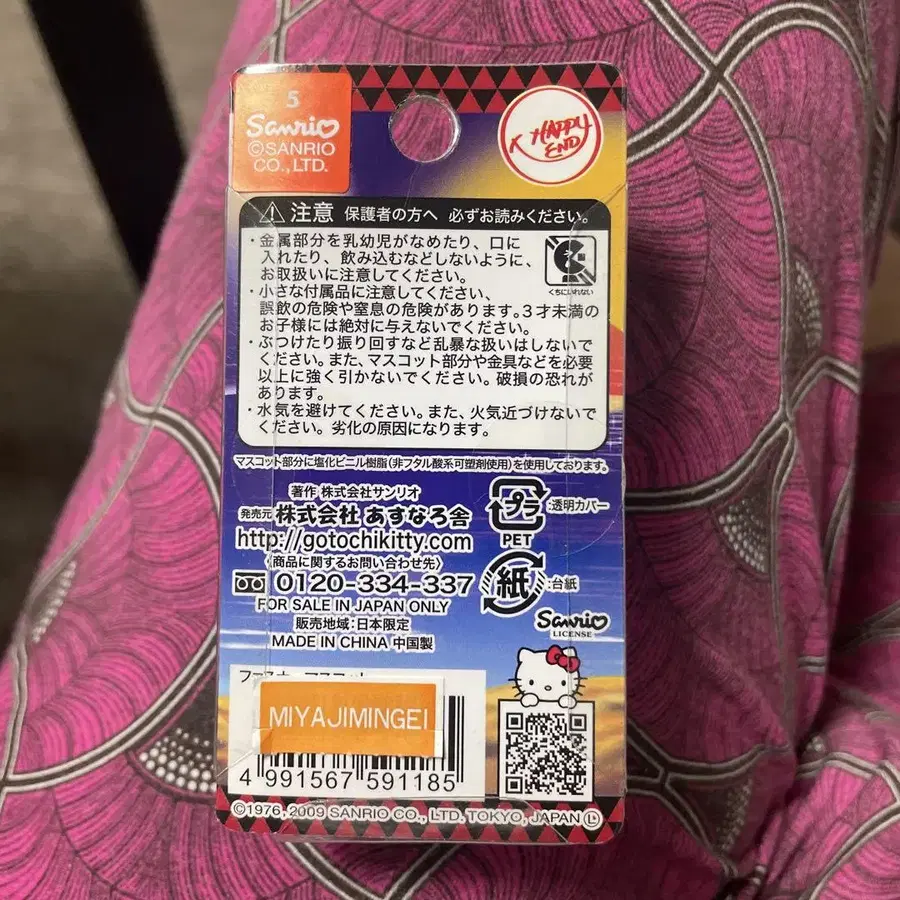 5
Sanrio
©SANRIO
CO.,LTD.
K HAPPY
END
注意 保護者の方へ 必ずお読みください。
・金属部分を乳幼児がなめたり、口に
入れたり、飲み込むなどしないように、
お取扱いに注意してください。
くちにいれない
・小さな付属品に注意してください、
誤飲の危険や窒息の危険があります。3才未満の
お子様には絶対に与えないでください。
・ぶつけたり振り回すなど乱暴な扱いはしないで
ください。また、マスコット部分や金具などを必要
以上に強く引かないでください。破損の恐れが
あります。
・水気を避けてください。また、火気近づけないで
ください。劣化の原因になります。
マスコット部分に塩化ビニル樹脂(非フタル酸系可塑剤使用)を使用しております。
著作 株式会社サンリオ
発売元 株式会社 あすなろ舎
http://gotochikitty.com
〈商品に関するお問い合わせ先〉
0120-334-337
FOR SALE IN JAPAN ONLY
販売地域:日本限定
MADE IN CHINA 中国製
プラ :透明カバー
PET
紙 :台紙
Sanrio
LICENSE
ファスナーマスコット
MIYAJIMINGEI
4 991567 591185
©1976, 2009 SANRIO CO., LTD. TOKYO, JAPAN Ⓛ